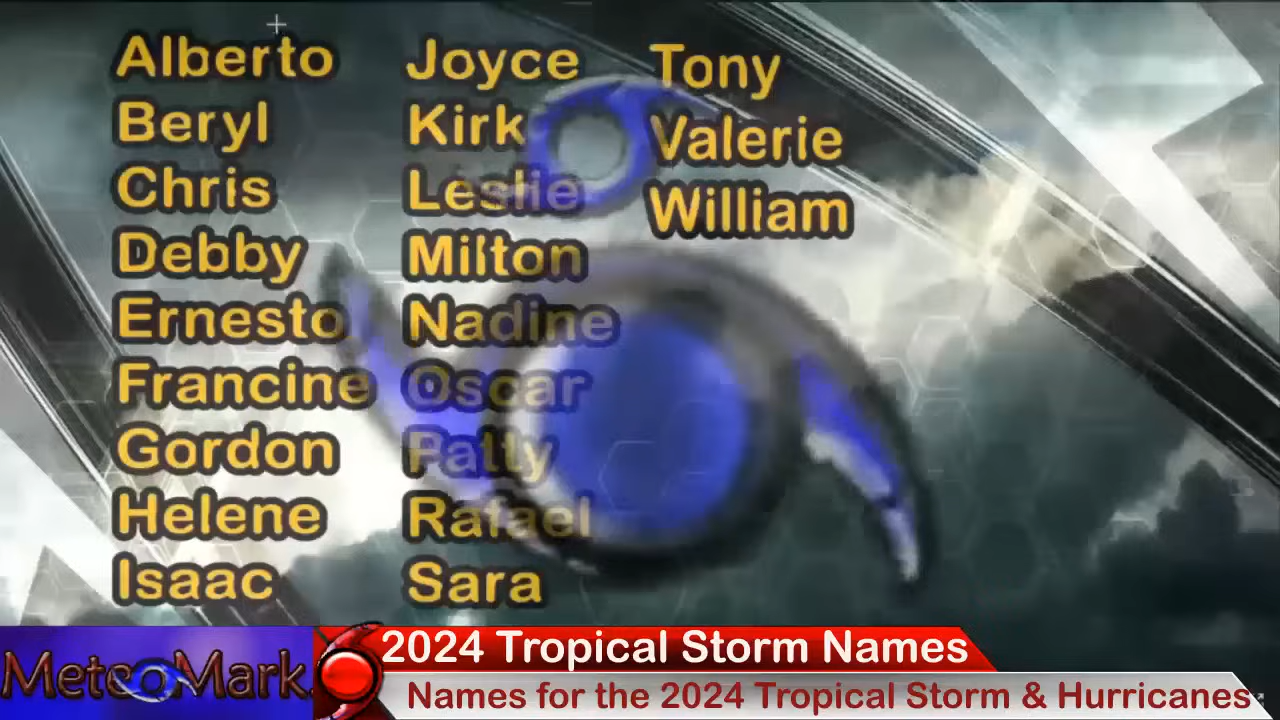 Alberto
Beryl
Chris
Debby
Ernesto
Francine
Gordon
Helene
Isaac
Joyce
Kirk
Leslie
Milton
Nadine
Oscar
Patty
Rafael
Sara
Tony
Valerie
William
MeteoMark.
2024 Tropical Storm Names
Names for the 2024 Tropical Storm & Hurricanes